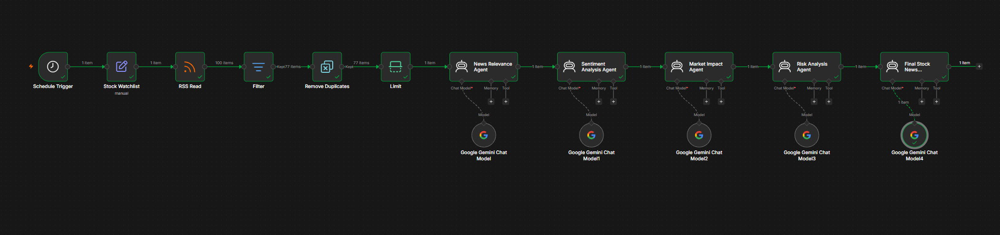 1 item
1 item
100 items
Kept
77 items
Kept
77 items
1 item
1 item
1 item
1 item
1 item
1 item
News Relevance
Agent
Sentiment
Analysis Agent
Market Impact
Agent
Risk Analysis
Agent
Final Stock
News...
Schedule Trigger
Stock Watchlist
manual
RSS Read
Filter
Remove Duplicates
Limit
Chat Model*
Memory
Tool
Chat Model*
Memory
Tool
Chat Model*
Memory
Tool
Chat Model*
Memory
Tool
Chat Model*
Memory
Tool
+
+
+
+
+
+
+
+
+
+
+
1 item
Model
Model
Model
Model
Model
Google Gemini Chat
Model
Google Gemini Chat
Model1
Google Gemini Chat
Model2
Google Gemini Chat
Model3
Google Gemini Chat
Model4